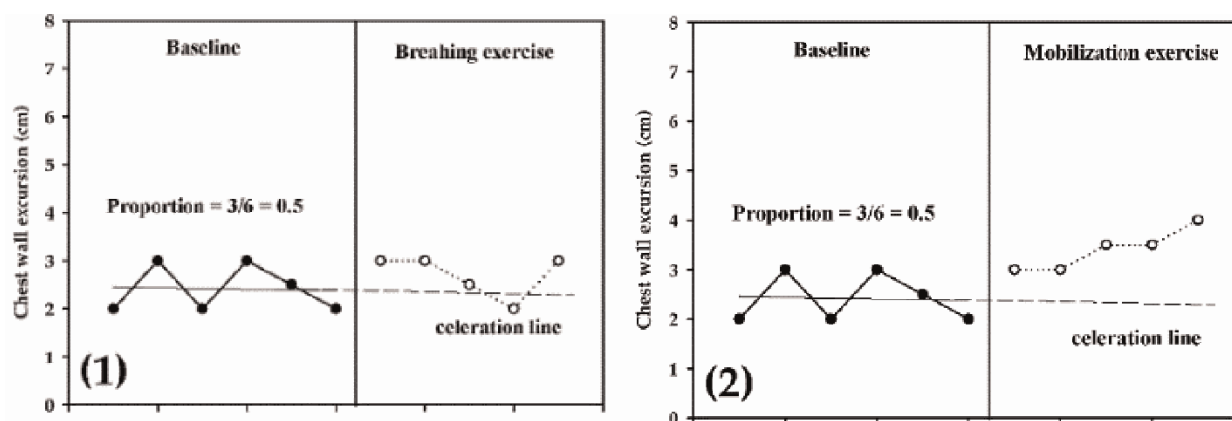 8
7
6
5
4
3
2
1
0
Chest wall excursion (cm)
Baseline
Breahing exercise
Proportion = 3/6 = 0.5
celeration line
(1)
8
7
6
5
4
3
2
1
0
Chest wall excursion (cm)
Baseline
Mobilization exercise
Proportion = 3/6 = 0.5
celeration line
(2)